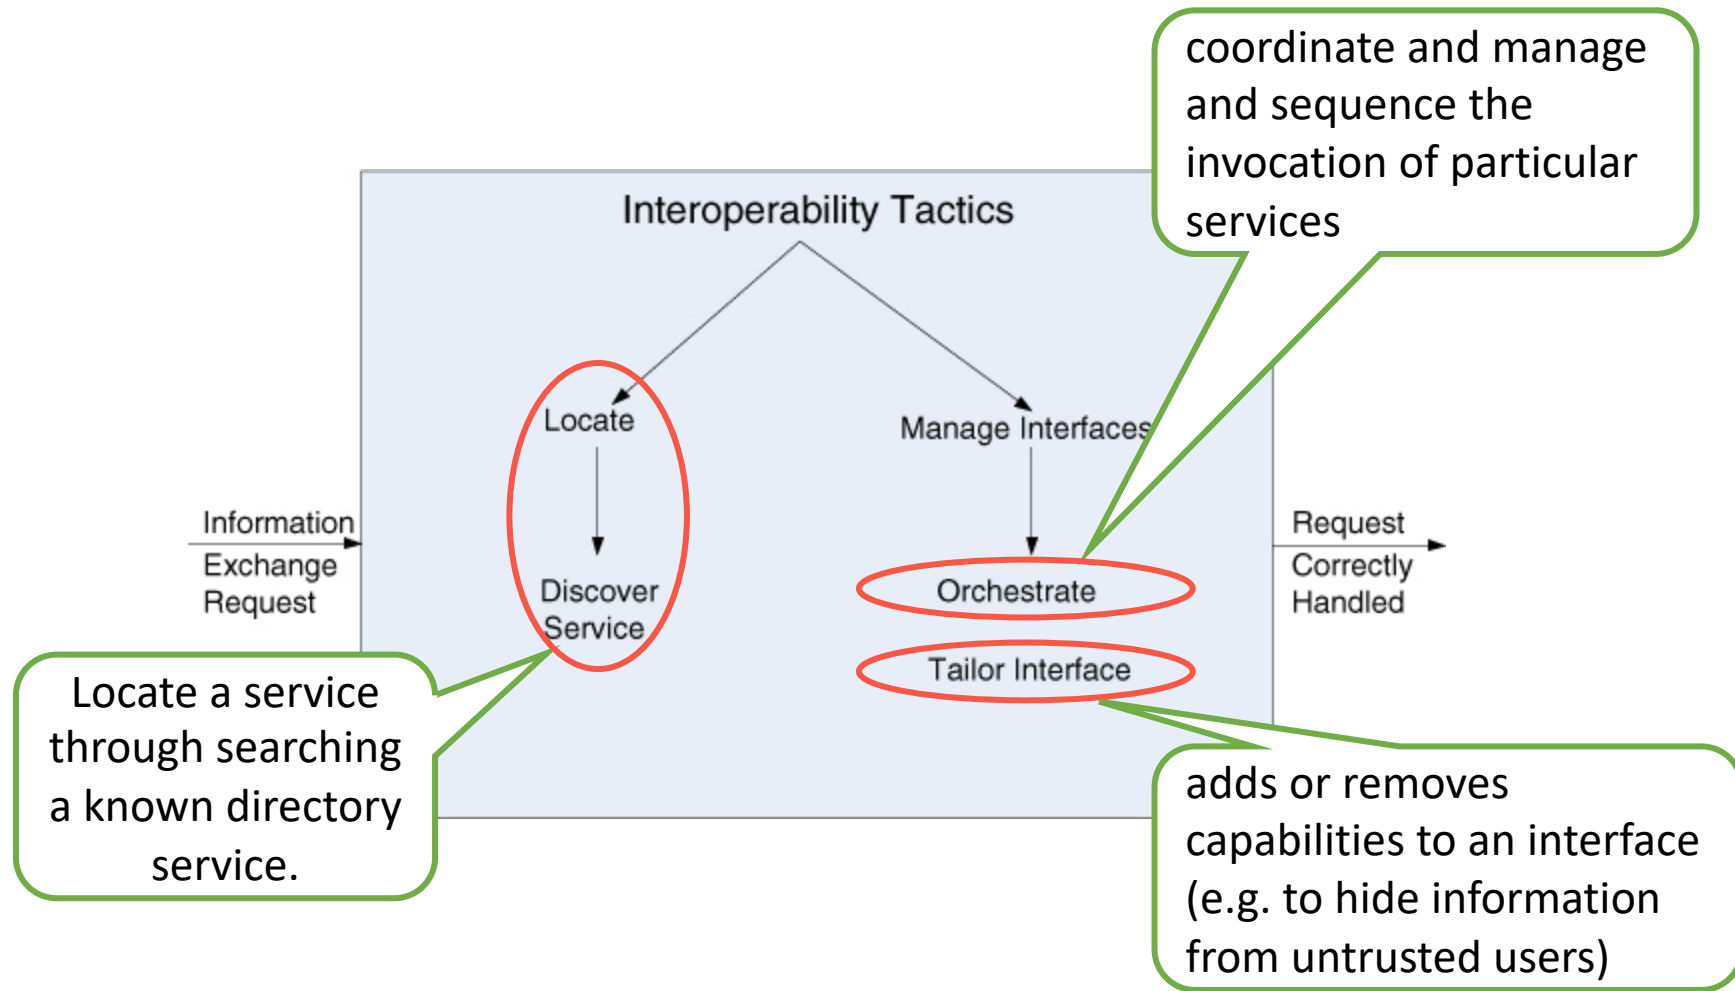 coordinate and manage
and sequence the
invocation of particular
services
Interoperability Tactics
Locate
Manage Interfaces
Information
Exchange
Request
Discover
Service
Orchestrate
Tailor Interface
Request
Correctly
Handled
Locate a service
through searching
a known directory
service.
adds or removes
capabilities to an interface
(e.g. to hide information
from untrusted users)